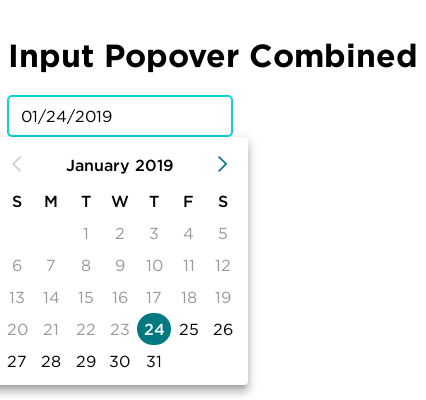 Input Popover Combined
01/24/2019
January 2019
S M T W T F S
1 2 3 4 5
6 7 8 9 10 11 12
13 14 15 16 17 18 19
20 21 22 23 24 25 26
27 28 29 30 31